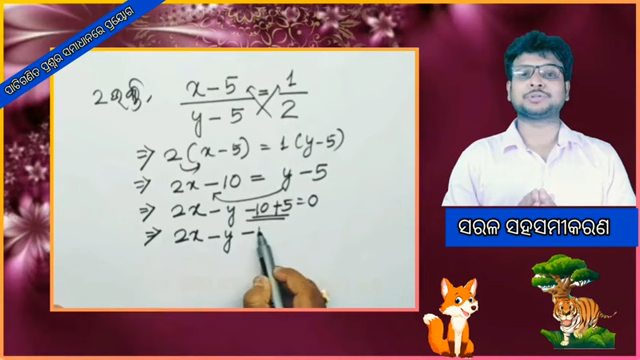 ପାଟିଗଣିତ ପ୍ରଶ୍ନର ସମାଧାନରେ ପ୍ରୟୋଗ
x - 5 / y - 5 = 1 / 2
⇒ 2 (x - 5) = 1 (y - 5)
⇒ 2x - 10 = y - 5
⇒ 2x - y - 10 + 5 = 0
⇒ 2x - y -
ସରଳ ସହସମୀକରଣ